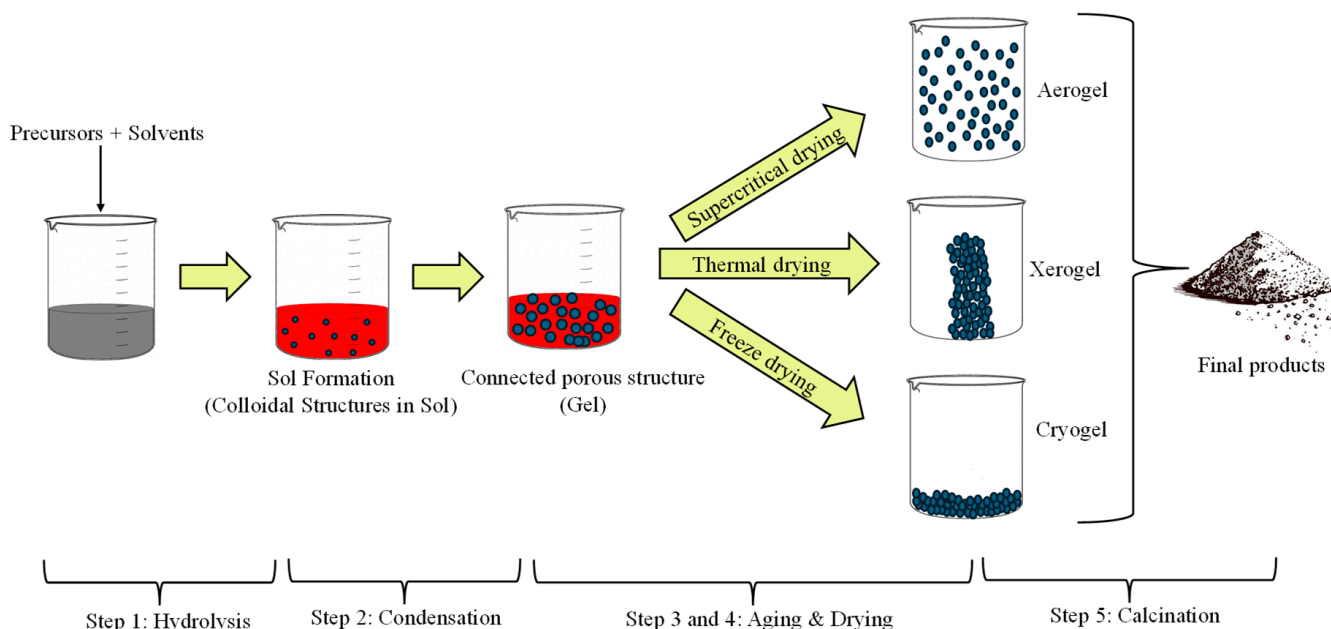 Precursors + Solvents
Sol Formation
(Colloidal Structures in Sol)
Connected porous structure
(Gel)
Supercritical drying
Thermal drying
Freeze drying
Aerogel
Xerogel
Cryogel
Final products
Step 1: Hydrolysis
Step 2: Condensation
Step 3 and 4: Aging & Drying
Step 5: Calcination